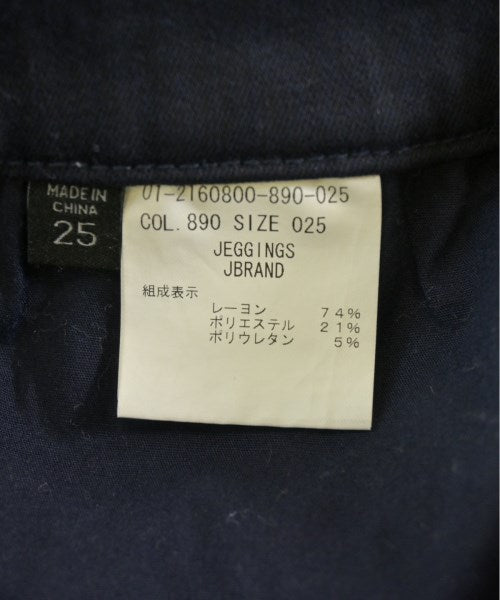 MADE IN
CHINA
25
01-2160800-890-025
COL. 890 SIZE 025
JEGGINGS
JBRAND
組成表示
レーヨン 74%
ポリエステル 21%
ポリウレタン 5%